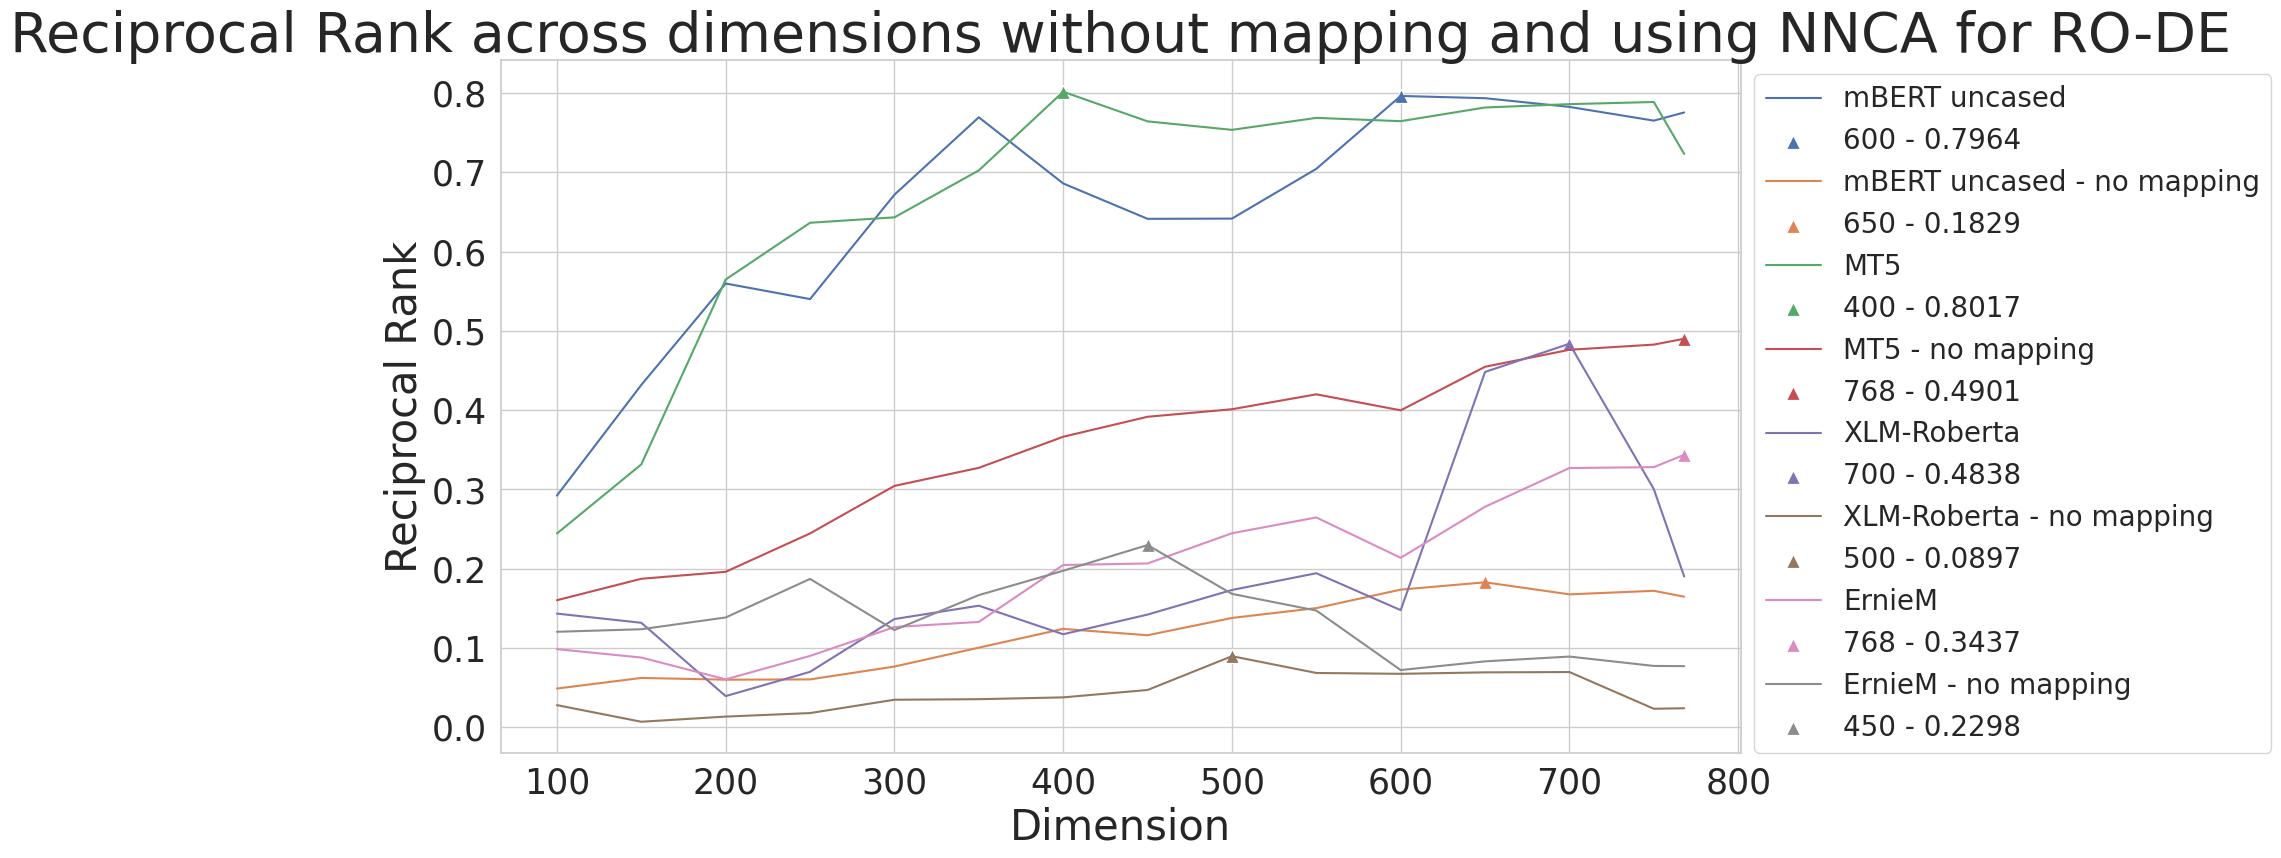 Reciprocal Rank across dimensions without mapping and using NNCA for RO-DE
Reciprocal Rank
0.8
0.7
0.6
0.5
0.4
0.3
0.2
0.1
0.0
100 200 300 400 500 600 700 800
Dimension
mBERT uncased
600 - 0.7964
mBERT uncased - no mapping
650 - 0.1829
MT5
400 - 0.8017
MT5 - no mapping
768 - 0.4901
XLM-Roberta
700 - 0.4838
XLM-Roberta - no mapping
500 - 0.0897
ErnieM
768 - 0.3437
ErnieM - no mapping
450 - 0.2298